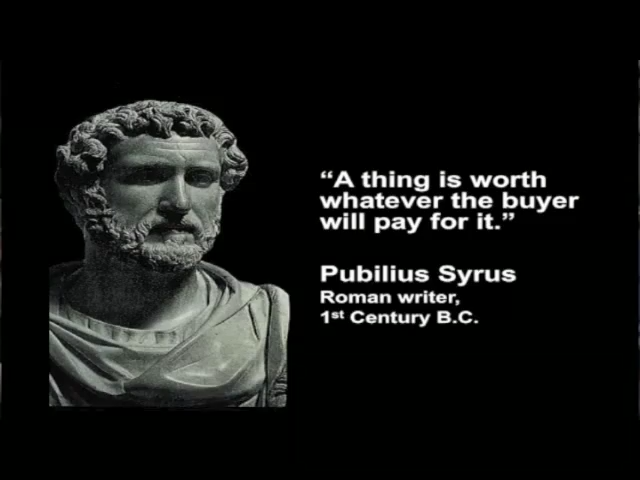 “A thing is worth
whatever the buyer
will pay for it.”
Pubilius Syrus
Roman writer,
1st Century B.C.